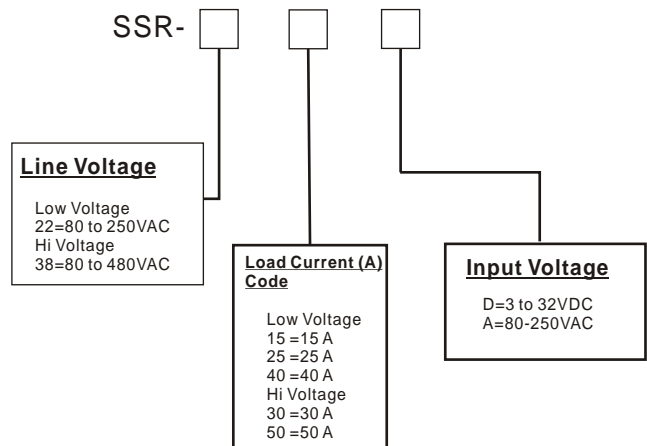 SSR-
Line Voltage
Low Voltage
22=80 to 250VAC
Hi Voltage
38=80 to 480VAC
Load Current (A)
Code
Low Voltage
15 =15 A
25 =25 A
40 =40 A
Hi Voltage
30 =30 A
50 =50 A
Input Voltage
D=3 to 32VDC
A=80-250VAC